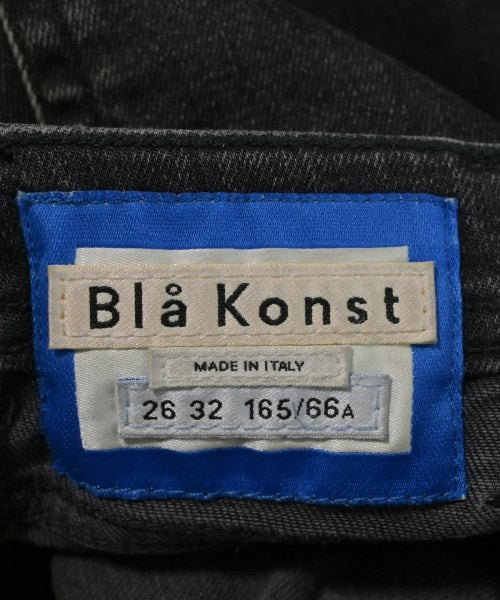 Blå Konst
MADE IN ITALY
26 32 165/66A